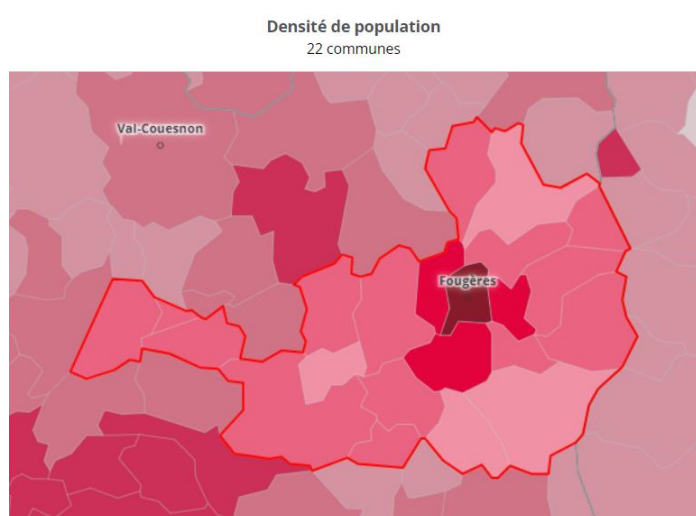 Densité de population
22 communes
Val-Couesnon
Fougères